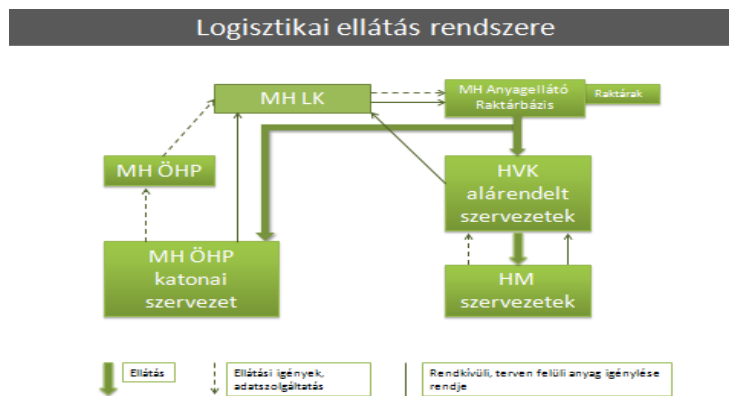 Logisztikai ellátás rendszere
MH LK
MH Anyagellátó
Raktárbázis
Raktárak
MH ÖHP
HVK
alárendelt
szervezetek
MH ÖHP
katonai
szervezet
HM
szervezetek
Ellátás
Ellátási igények,
adatszolgáltatás
Rendkívüli, terven felüli anyag igénylése
rendje